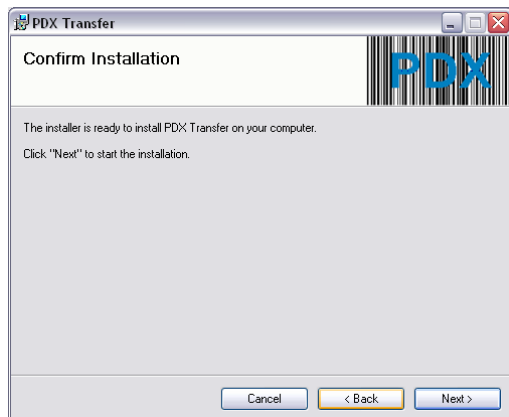 PDX Transfer
Confirm Installation
PDX
The installer is ready to install PDX Transfer on your computer.
Click "Next" to start the installation.
Cancel
< Back
Next >